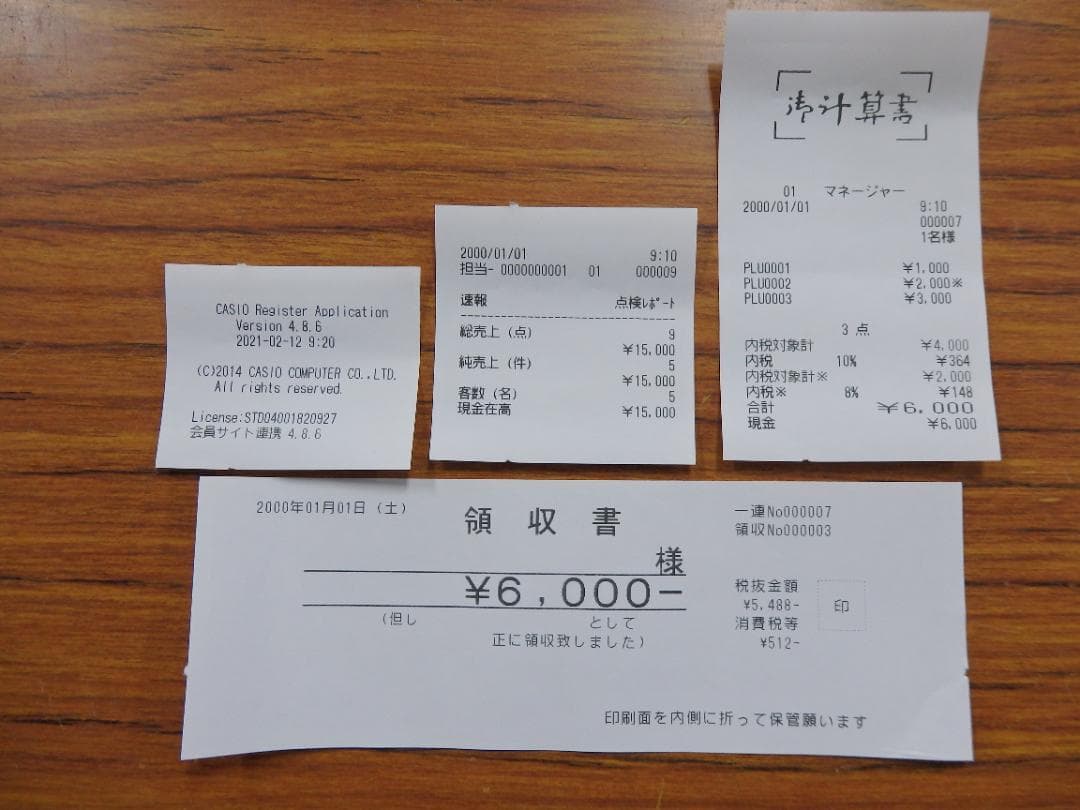 CASIO Register Application
Version 4.8.6
2021-02-12 9:20
(C)2014 CASIO COMPUTER CO.,LTD.
All rights reserved.
License:STD04001820927
会員サイト連携 4.8.6
2000/01/01 9:10
担当- 0000000001 01 000009
速報 点検ﾚﾎﾟｰﾄ
総売上（点） 9
¥15,000
純売上（件） 5
¥15,000
客数（名） 5
現金在高 ¥15,000
御計算書
01 マネージャー
2000/01/01 9:10
000007
1名様
PLU0001 ¥1,000
PLU0002 ¥2,000※
PLU0003 ¥3,000
3 点
内税対象計 ¥4,000
内税 10% ¥364
内税対象計※ ¥2,000
内税※ 8% ¥148
合計 ¥6,000
現金 ¥6,000
2000年01月01日（土）
領 収 書
一連No000007
領収No000003
様
¥6,000-
（但し として
正に領収致しました）
税抜金額
¥5,488-
消費税等
¥512-
印
印刷面を内側に折って保管願います